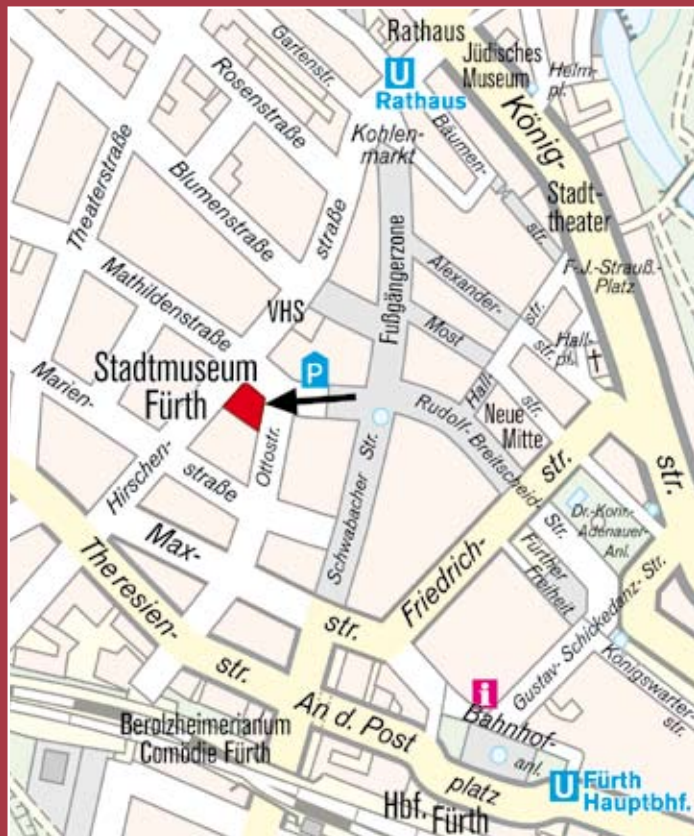 Rathaus
Gartenstr.
U
Rathaus
Jüdisches
Museum
Helm-
pl.
Rosenstraße
König-
Kohlen-
markt
Bäumen-
str.
Theaterstraße
Blumenstraße
straße
Stadt-
theater
F.-J.-Strauß-
Platz
Mathildenstraße
VHS
Fußgängerzone
Alexander-
str.
Most
str.
Hall-
pl.
Hall-
str.
Stadtmuseum
Fürth
P
Marien-
straße
Hirschen-
Ottostr.
Rudolf-Breitscheid-
Str.
Neue
Mitte
str.
Schwabacher Str.
Max-
str.
Friedrich-
str.
Dr.-Konr.-
Adenauer-
Anl.
Fürther
Freiheit
Gustav-Schickedanz-Str.
Königswarter-
str.
Theresien-
str.
An d. Post
i
Bahnhof-
anl.
platz
Berolzheimerianum
Comödie Fürth
Hbf. Fürth
U Fürth
Hauptbhf.